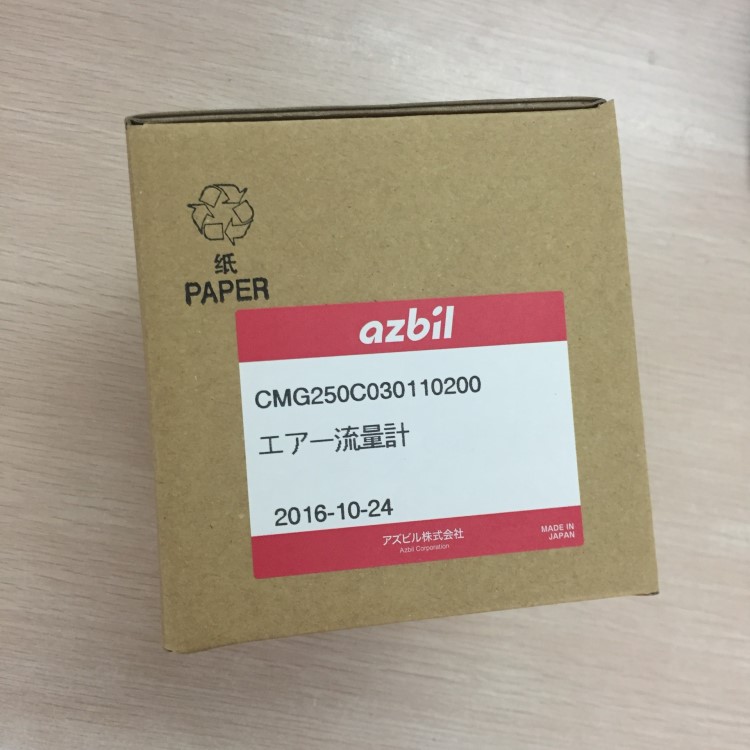 纸
PAPER
azbil
CMG250C030110200
エアー流量計
2016-10-24
アズビル株式会社
Azbil Corporation
MADE IN
JAPAN